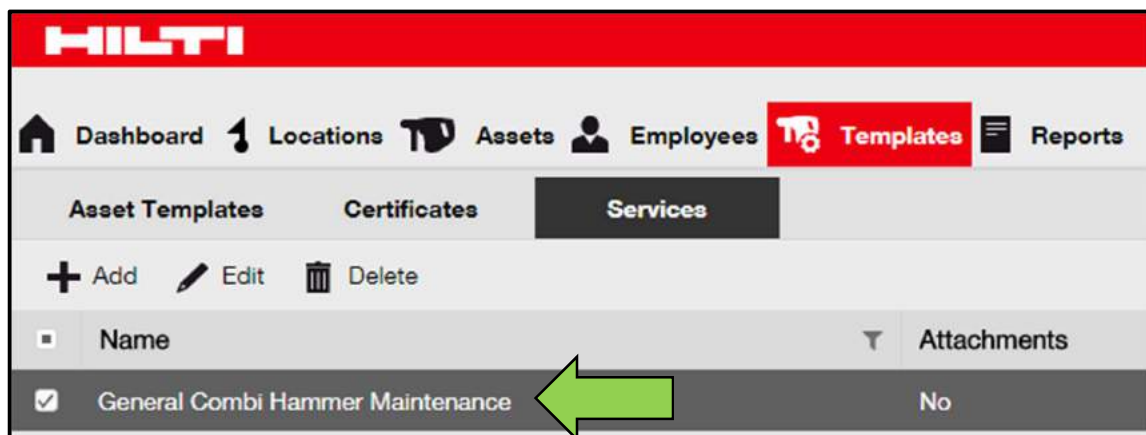 HILTI
Dashboard Locations Assets Employees Templates Reports
Asset Templates Certificates Services
Add Edit Delete
Name Attachments
General Combi Hammer Maintenance No